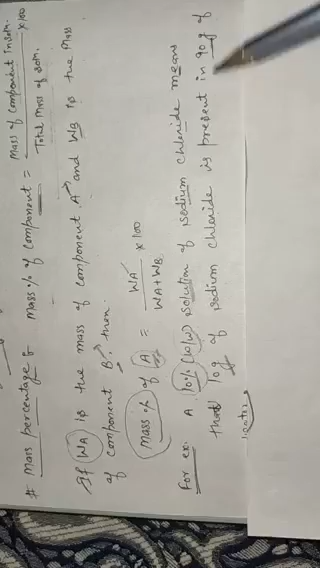 # Mass percentage :- Mass % of component = Mass of component in soln. × 100
Total Mass of soln.
If WA is the mass of component A and WB is the Mass
of component B. then.
Mass % of A = WA × 100
WA + WB
For ex: A 10% (w/w) solution of sodium chloride means
that 10g of sodium chloride is present in 90g of
water